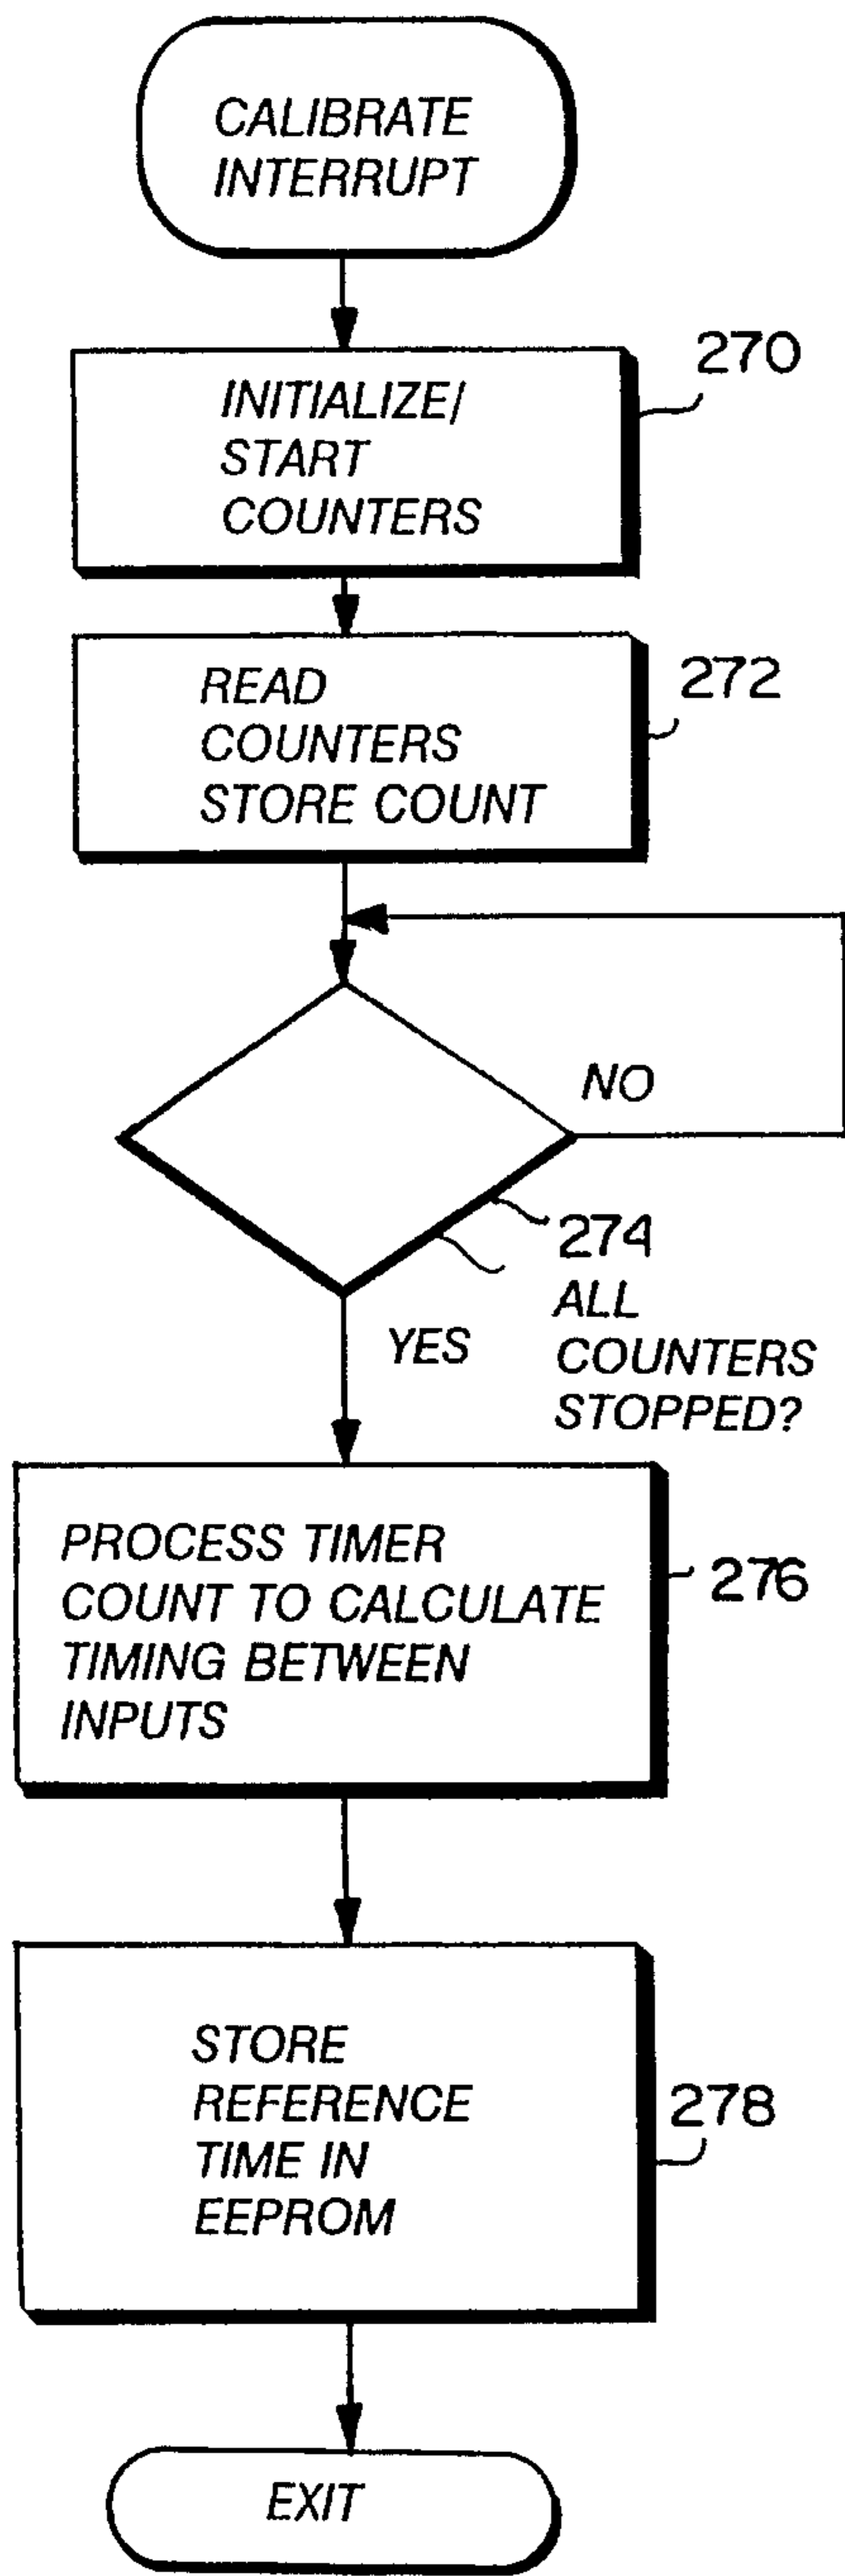 CALIBRATE
INTERRUPT
270
INITIALIZE/
START
COUNTERS
272
READ
COUNTERS
STORE COUNT
NO
274
ALL
COUNTERS
STOPPED?
YES
PROCESS TIMER
COUNT TO CALCULATE
TIMING BETWEEN
INPUTS
276
STORE
REFERENCE
TIME IN
EEPROM
278
EXIT